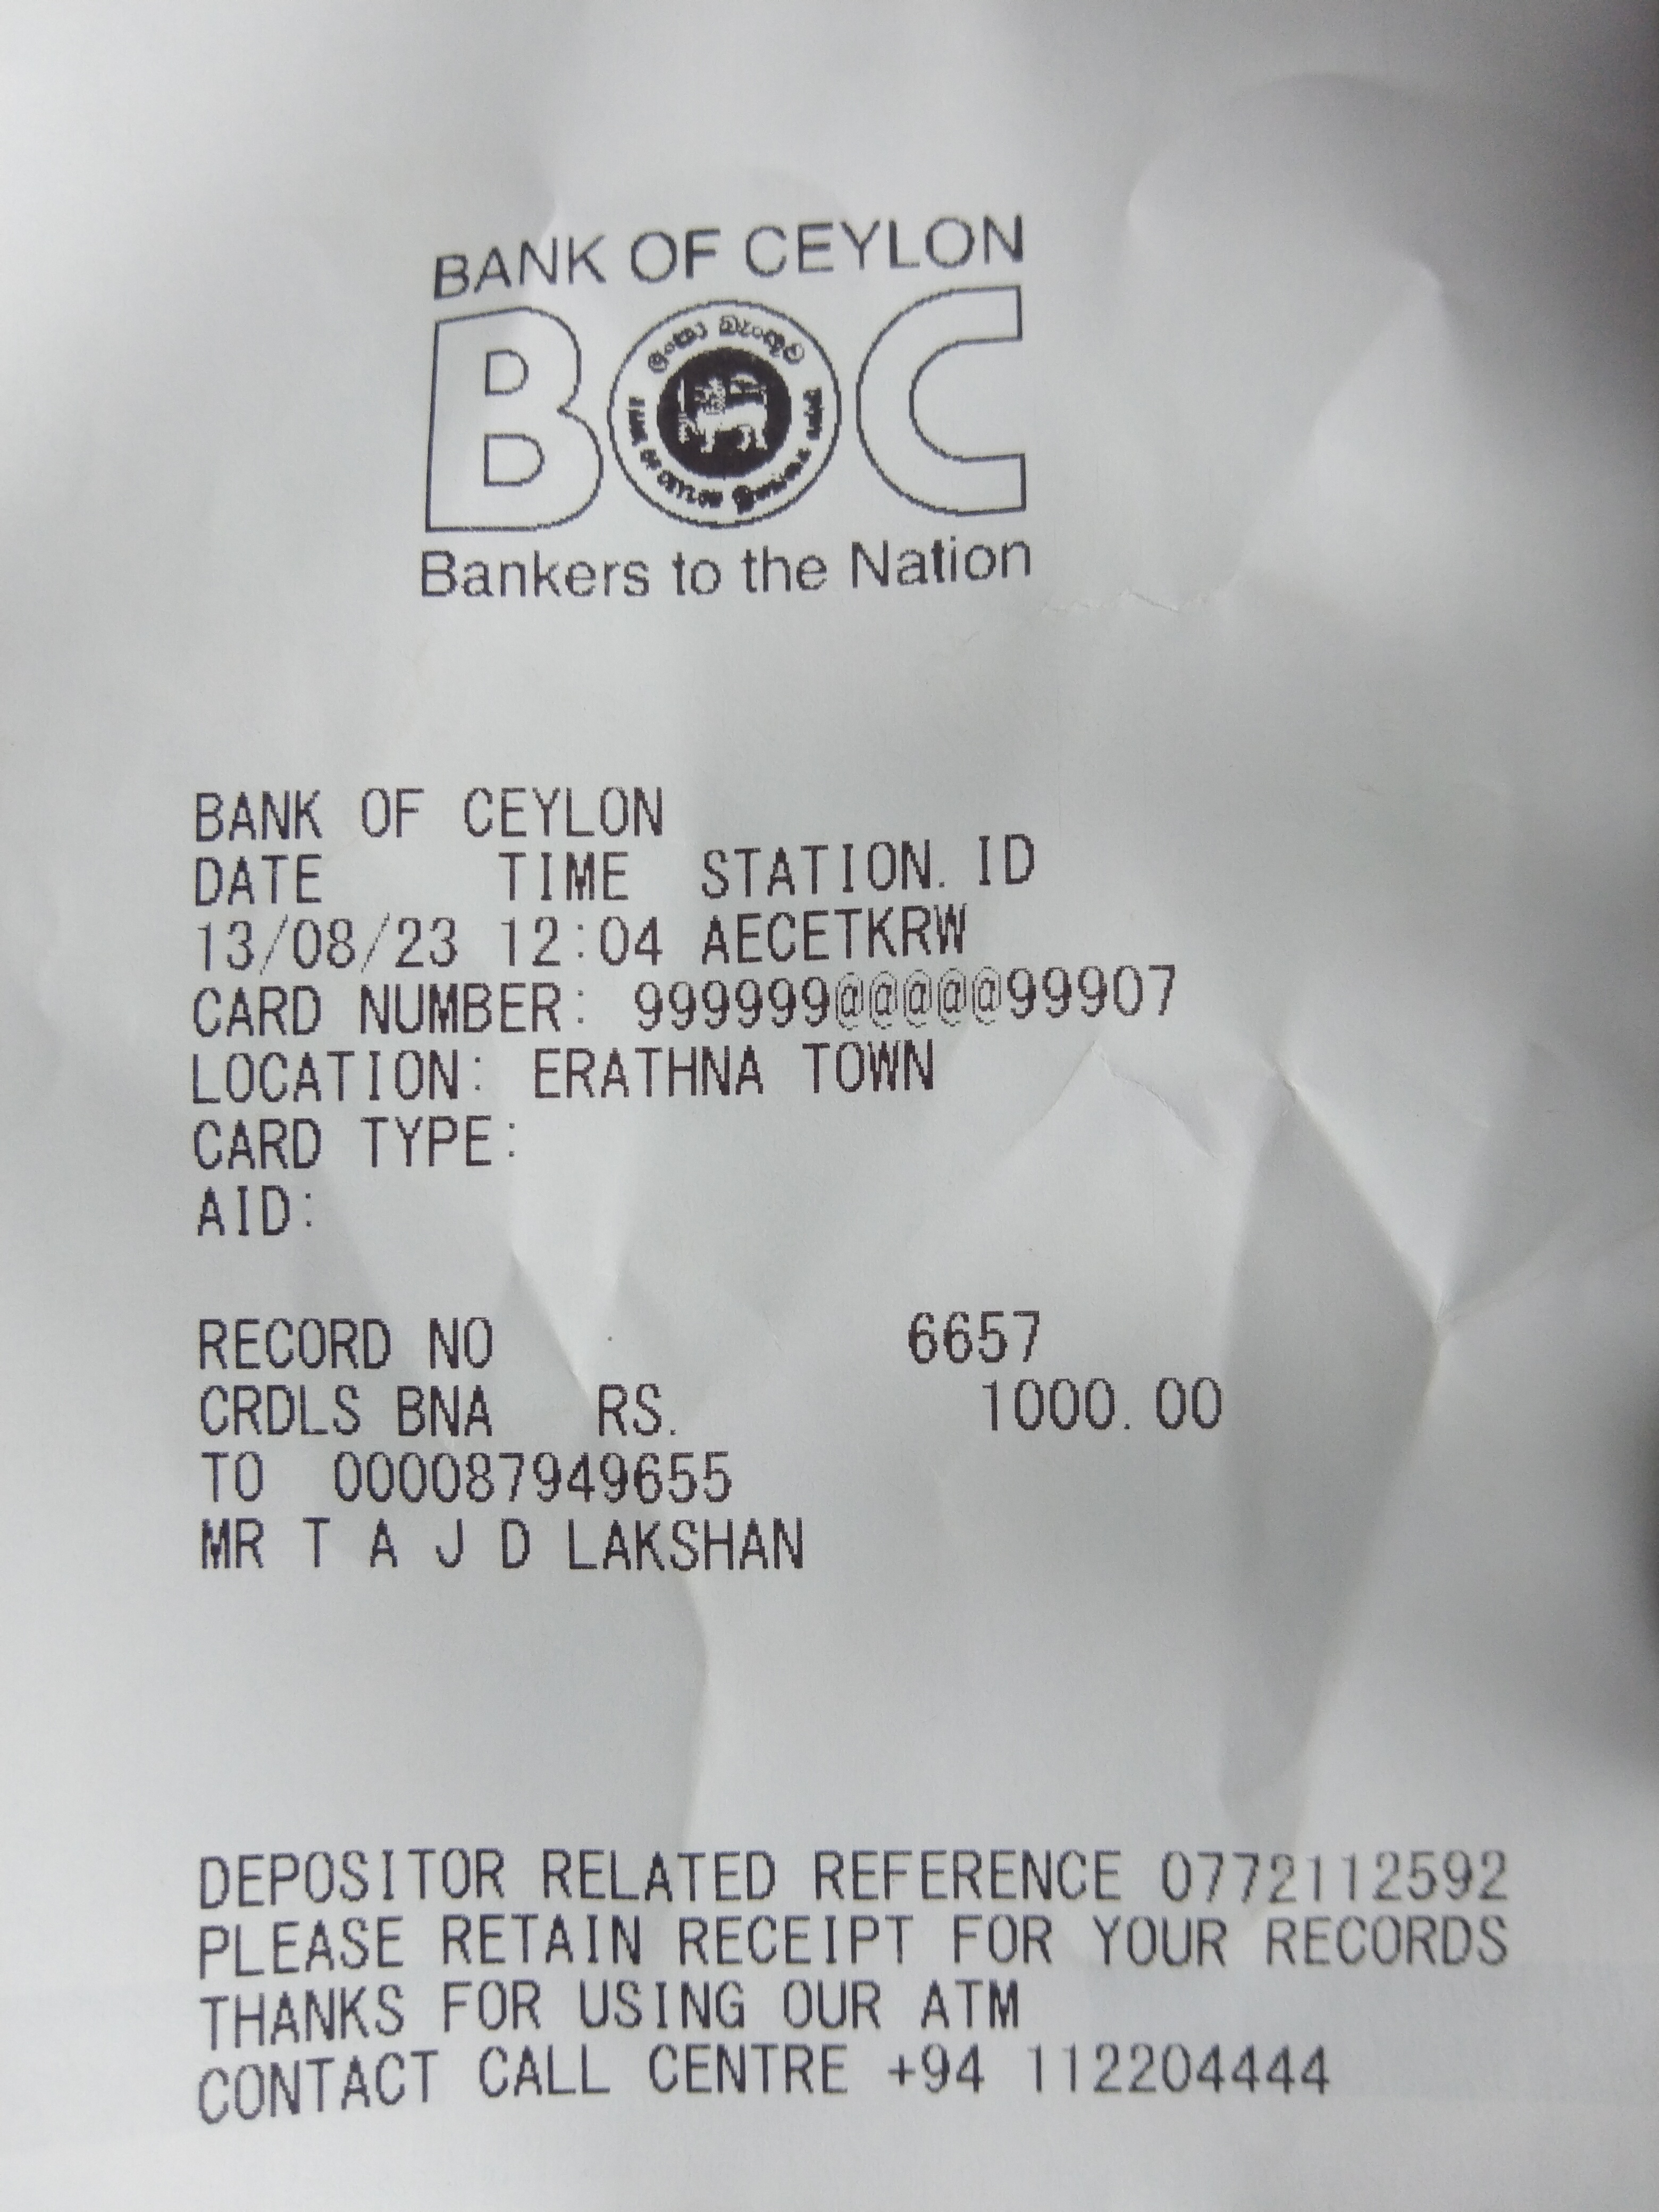 BANK OF CEYLON
BOC
ලංකා බැංකුව
BANK OF CEYLON
Bankers to the Nation
BANK OF CEYLON
DATE TIME STATION. ID
13/08/23 12:04 AECETKRW
CARD NUMBER: 999999@@@@@99907
LOCATION: ERATHNA TOWN
CARD TYPE:
AID:
RECORD NO 6657
CRDLS BNA RS. 1000.00
TO 000087949655
MR T A J D LAKSHAN
DEPOSITOR RELATED REFERENCE 0772112592
PLEASE RETAIN RECEIPT FOR YOUR RECORDS
THANKS FOR USING OUR ATM
CONTACT CALL CENTRE +94 112204444